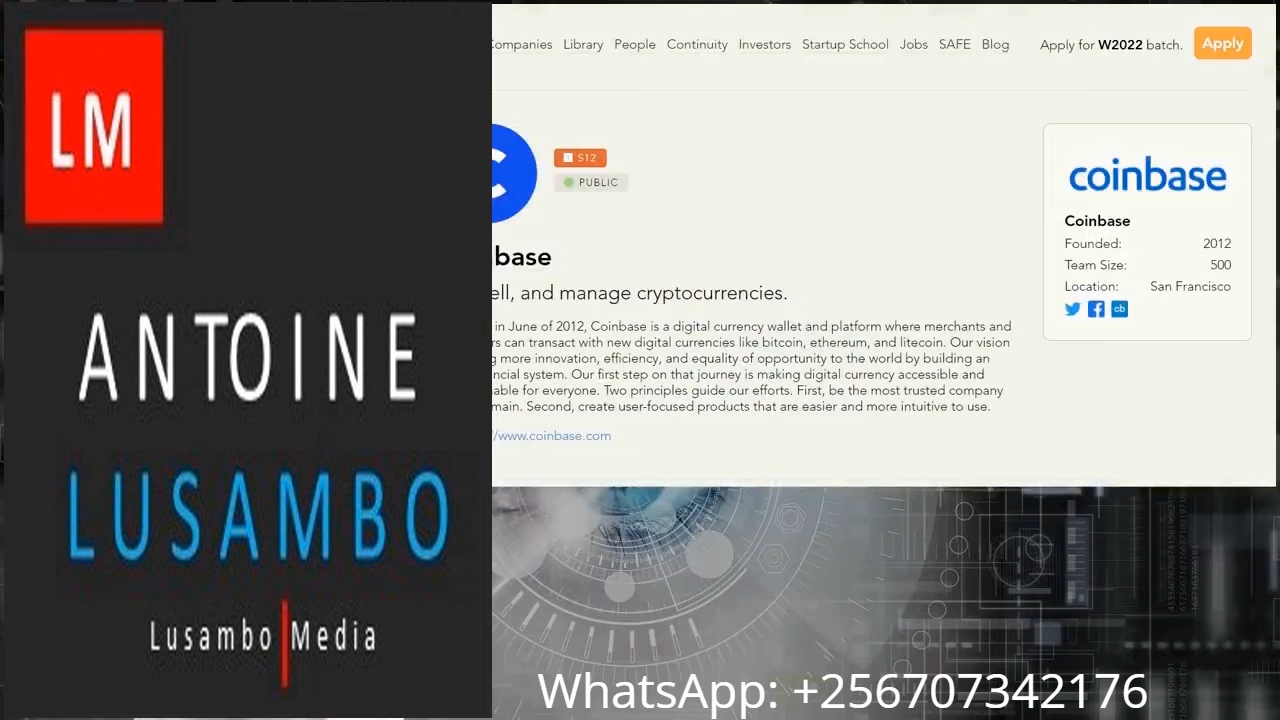 LM
ANTOINE
LUSAMBO
Lusambo Media
Companies Library People Continuity Investors Startup School Jobs SAFE Blog Apply for W2022 batch. Apply
S12
PUBLIC
base
ell, and manage cryptocurrencies.
in June of 2012, Coinbase is a digital currency wallet and platform where merchants and
rs can transact with new digital currencies like bitcoin, ethereum, and litecoin. Our vision
g more innovation, efficiency, and equality of opportunity to the world by building an
ncial system. Our first step on that journey is making digital currency accessible and
able for everyone. Two principles guide our efforts. First, be the most trusted company
main. Second, create user-focused products that are easier and more intuitive to use.
/www.coinbase.com
coinbase
Coinbase
Founded: 2012
Team Size: 500
Location: San Francisco
cb
WhatsApp: +256707342176